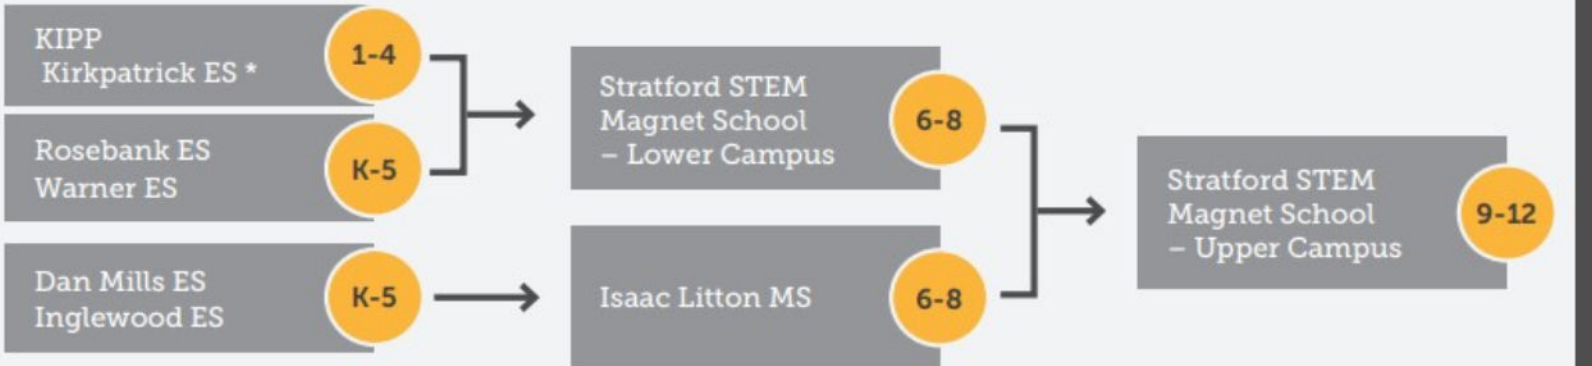 KIPP
Kirkpatrick ES *
1-4
Rosebank ES
Warner ES
K-5
Dan Mills ES
Inglewood ES
K-5
Stratford STEM
Magnet School
– Lower Campus
6-8
Isaac Litton MS
6-8
Stratford STEM
Magnet School
– Upper Campus
9-12